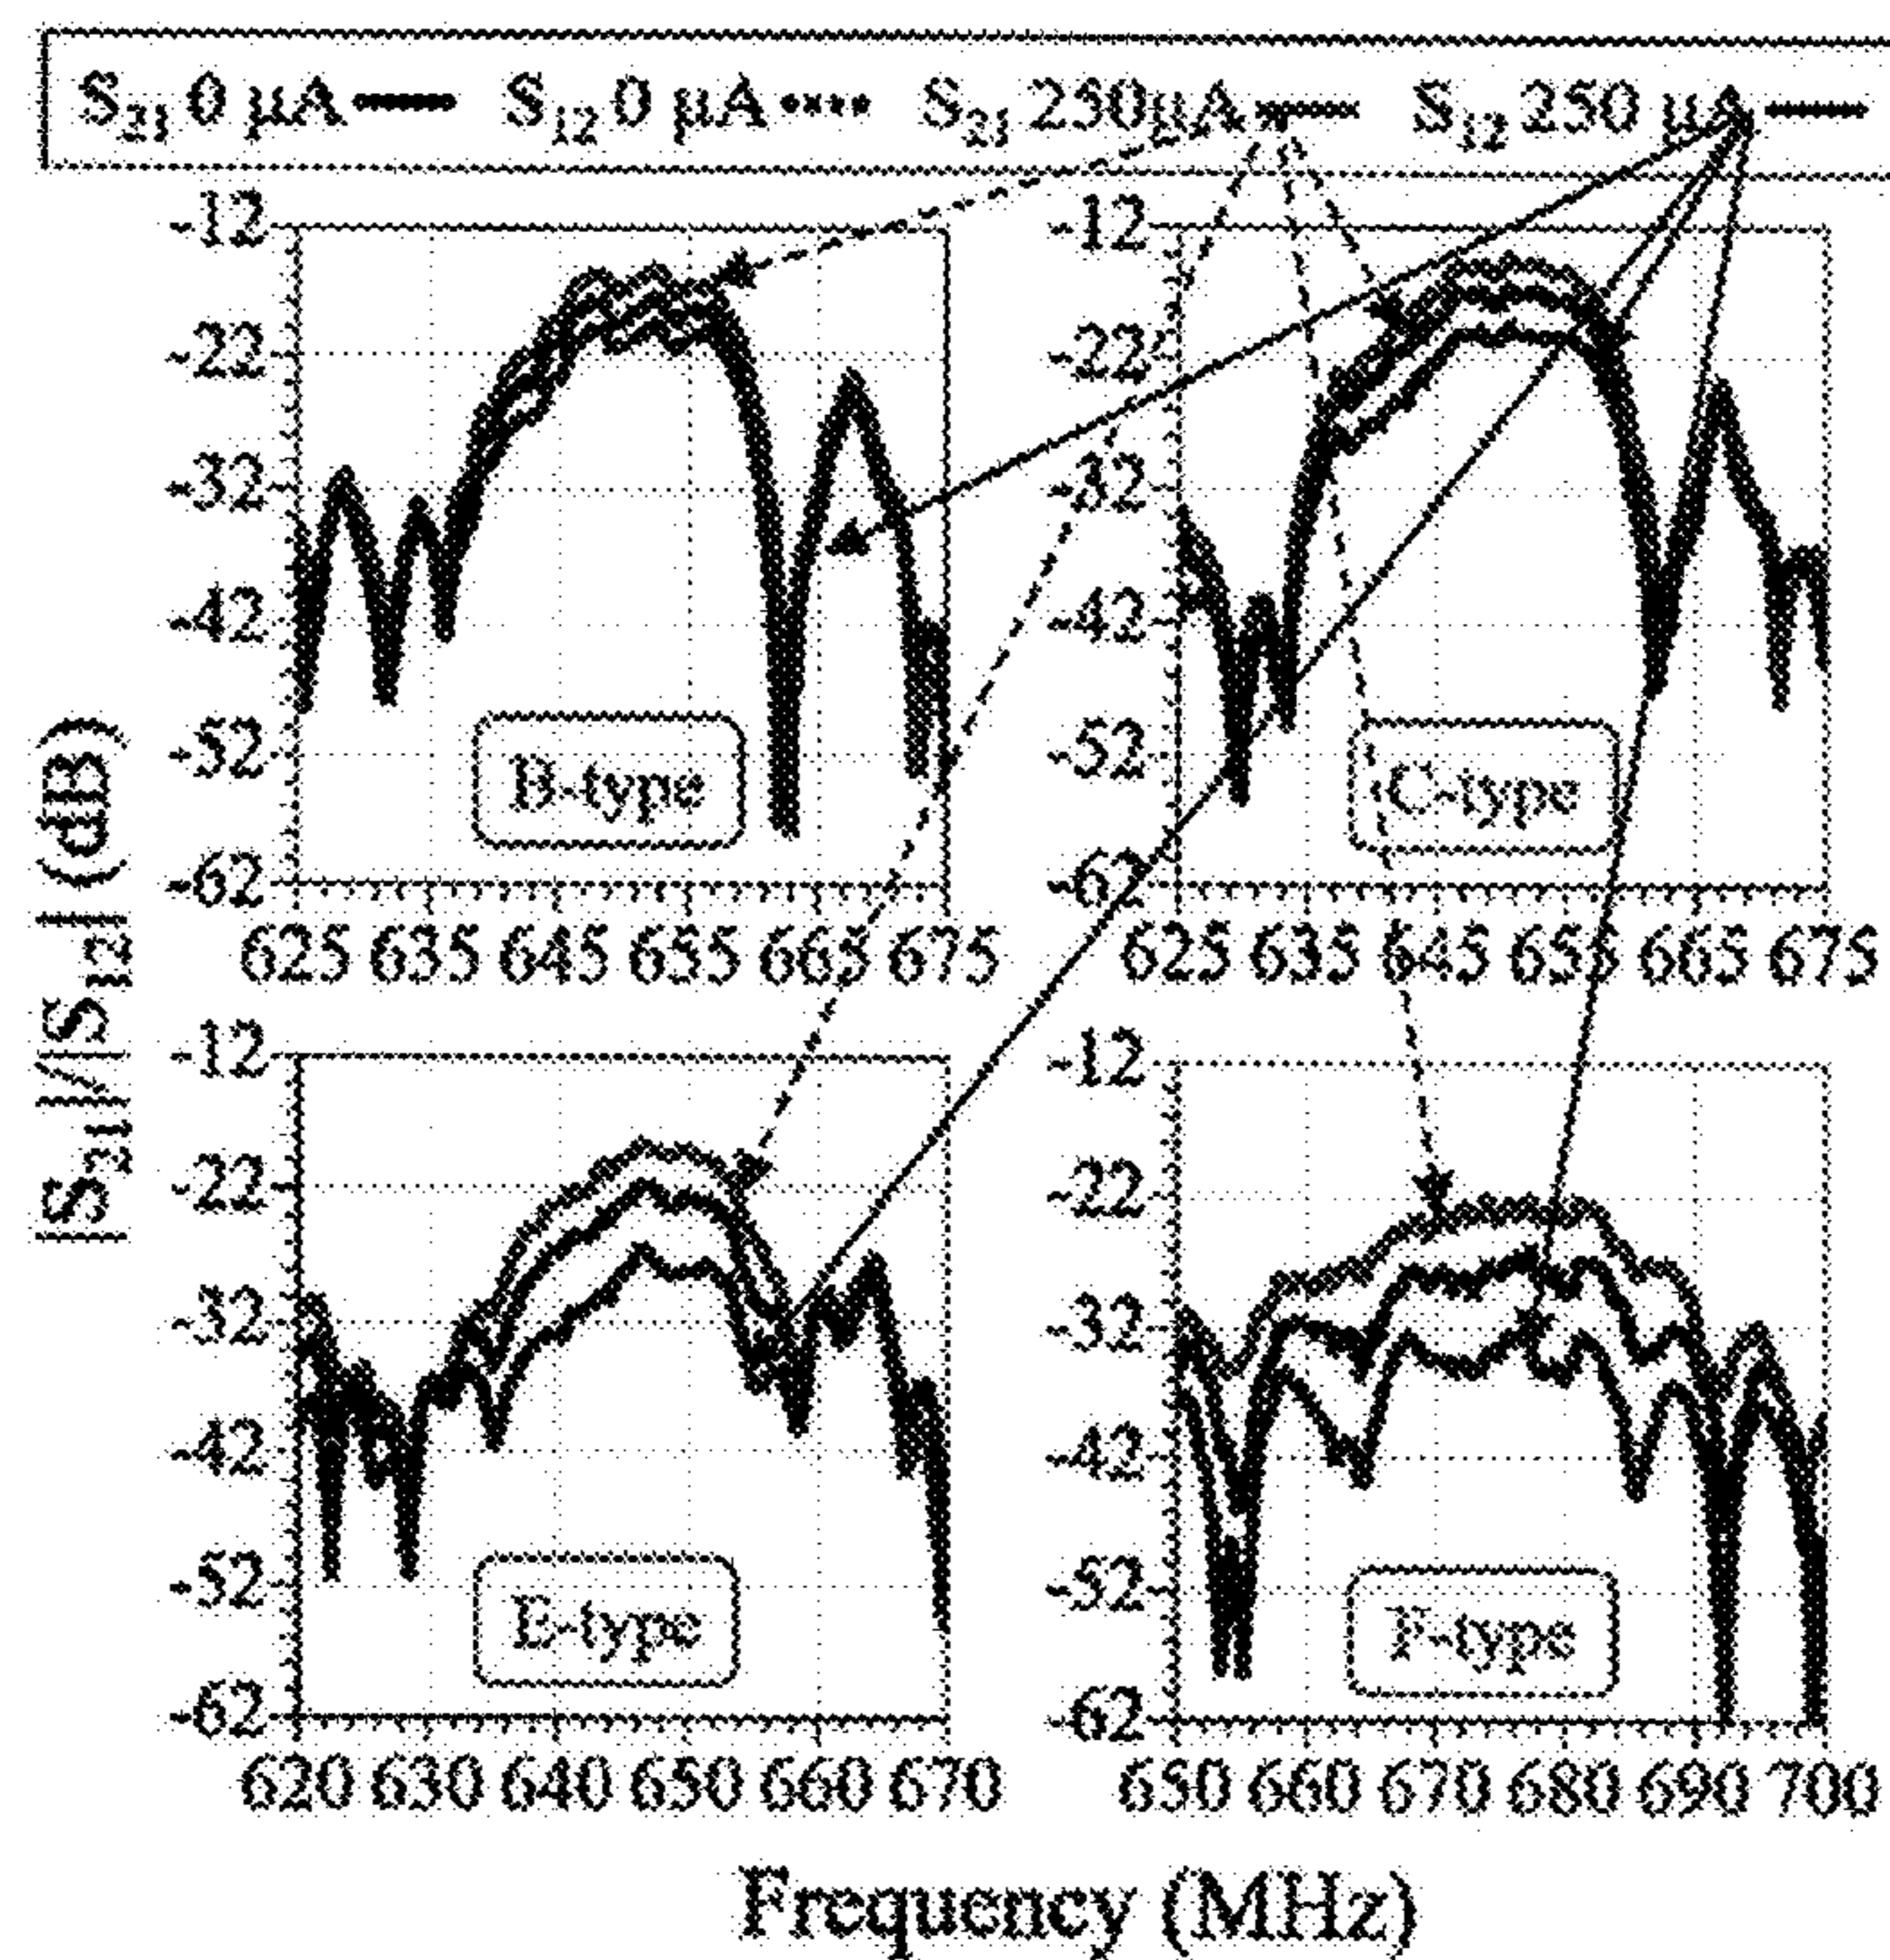 S21 0 μA S12 0 μA S21 250μA S12 250 μA
|S21|/|S12| (dB)
-12
-22
-32
-42
-52
-62
B-type
625 635 645 655 665 675
-12
-22
-32
-42
-52
-62
C-type
625 635 645 655 665 675
-12
-22
-32
-42
-52
-62
E-type
620 630 640 650 660 670
-12
-22
-32
-42
-52
-62
F-type
650 660 670 680 690 700
Frequency (MHz)